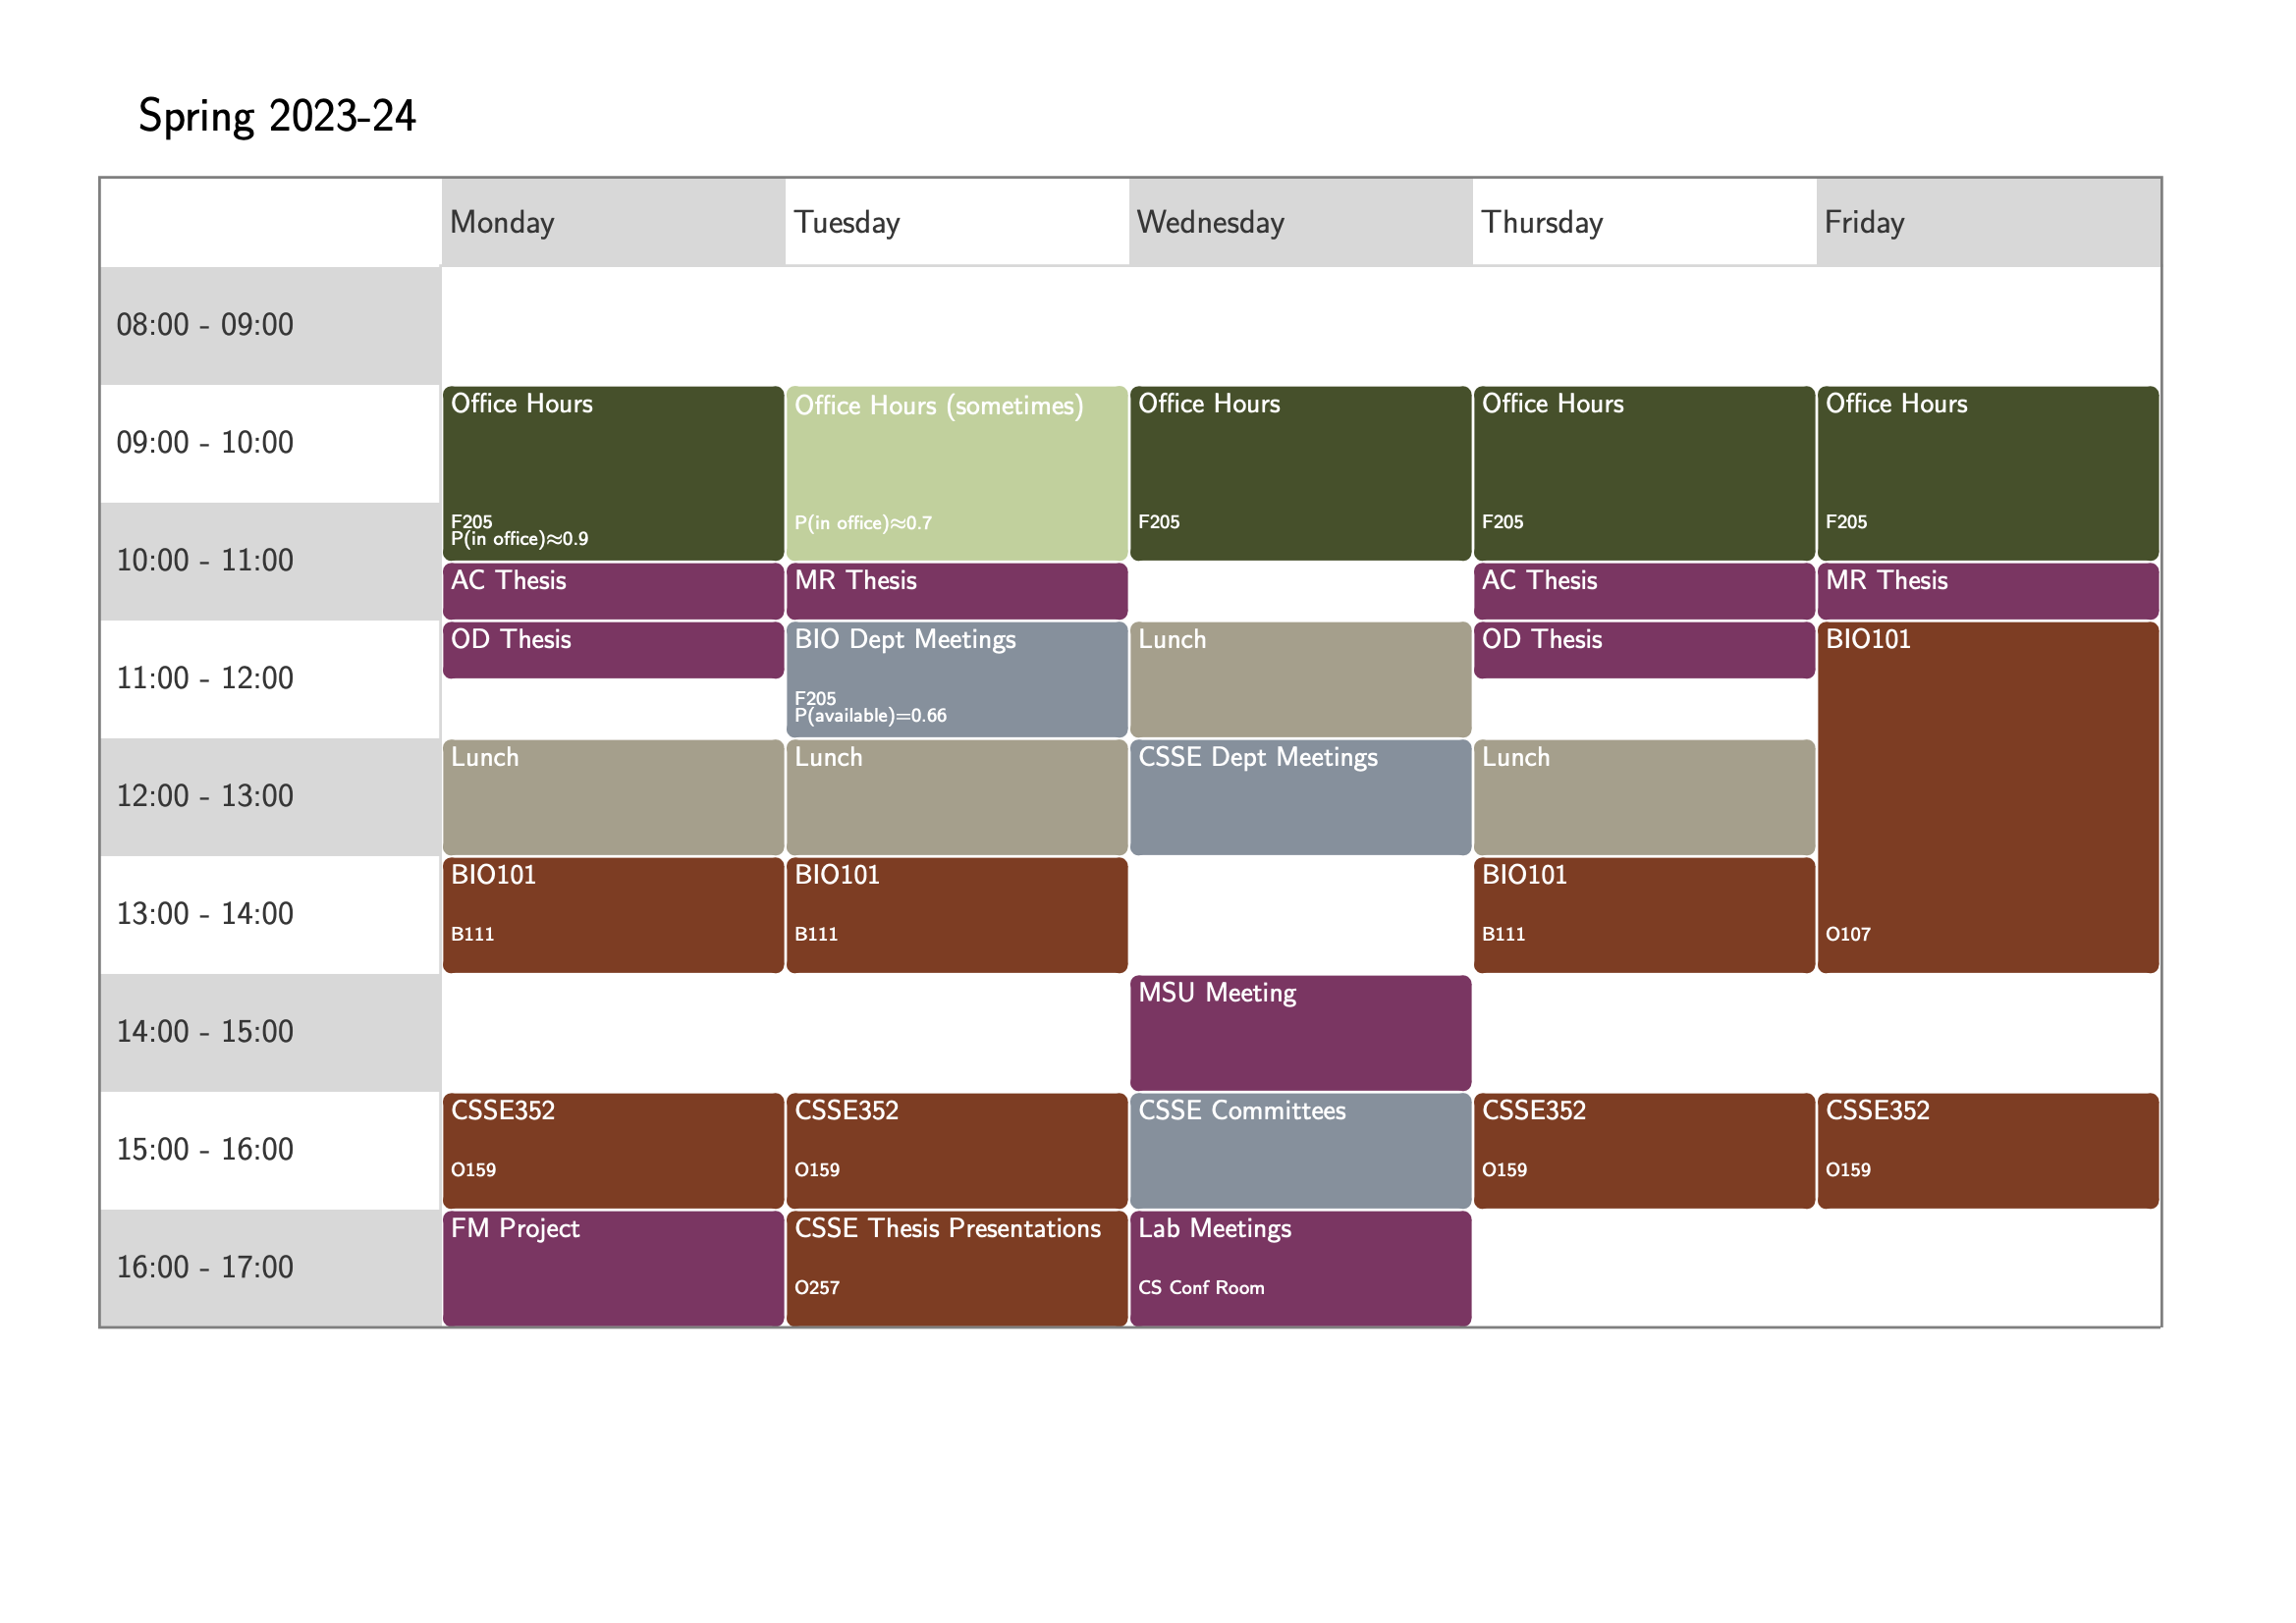 Spring 2023-24
Monday
Tuesday
Wednesday
Thursday
Friday
08:00 - 09:00
09:00 - 10:00
Office Hours
F205
P(in office)≈0.9
Office Hours (sometimes)
P(in office)≈0.7
Office Hours
F205
Office Hours
F205
Office Hours
F205
10:00 - 11:00
AC Thesis
MR Thesis
AC Thesis
MR Thesis
11:00 - 12:00
OD Thesis
BIO Dept Meetings
F205
P(available)=0.66
Lunch
OD Thesis
BIO101
O107
12:00 - 13:00
Lunch
Lunch
CSSE Dept Meetings
Lunch
13:00 - 14:00
BIO101
B111
BIO101
B111
BIO101
B111
14:00 - 15:00
MSU Meeting
15:00 - 16:00
CSSE352
O159
CSSE352
O159
CSSE Committees
CSSE352
O159
CSSE352
O159
16:00 - 17:00
FM Project
CSSE Thesis Presentations
O257
Lab Meetings
CS Conf Room